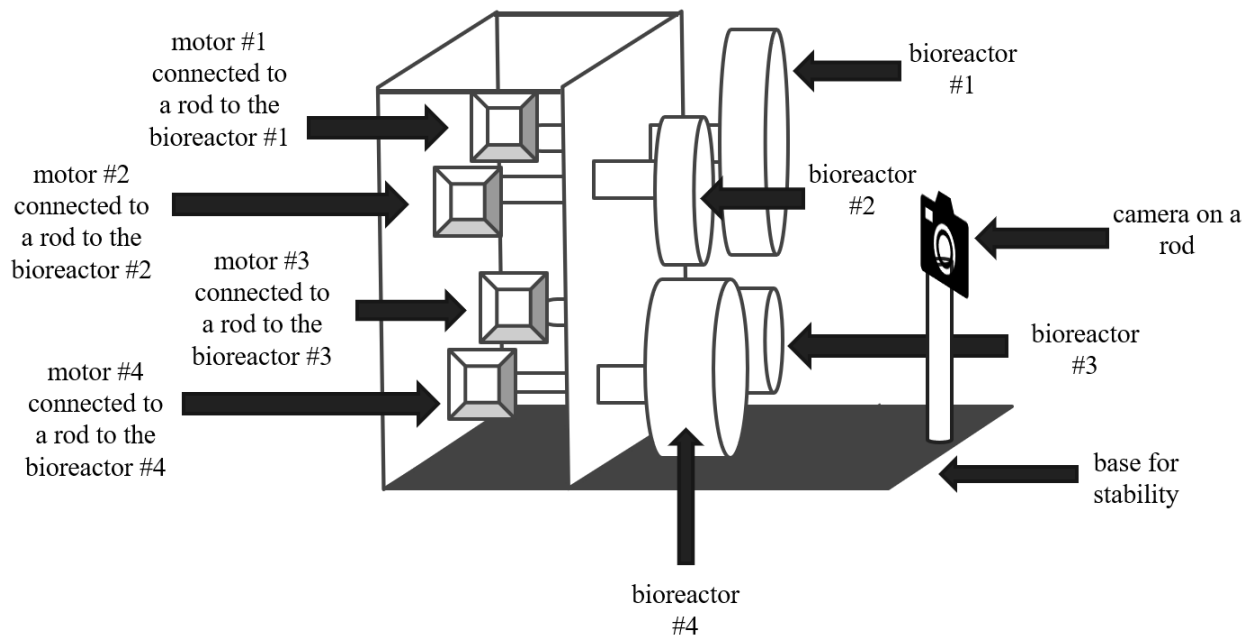 motor #1
connected to
a rod to the
bioreactor #1
motor #2
connected to
a rod to the
bioreactor #2
motor #3
connected to
a rod to the
bioreactor #3
motor #4
connected to
a rod to the
bioreactor #4
bioreactor
#1
bioreactor
#2
camera on a
rod
bioreactor
#3
base for
stability
bioreactor
#4